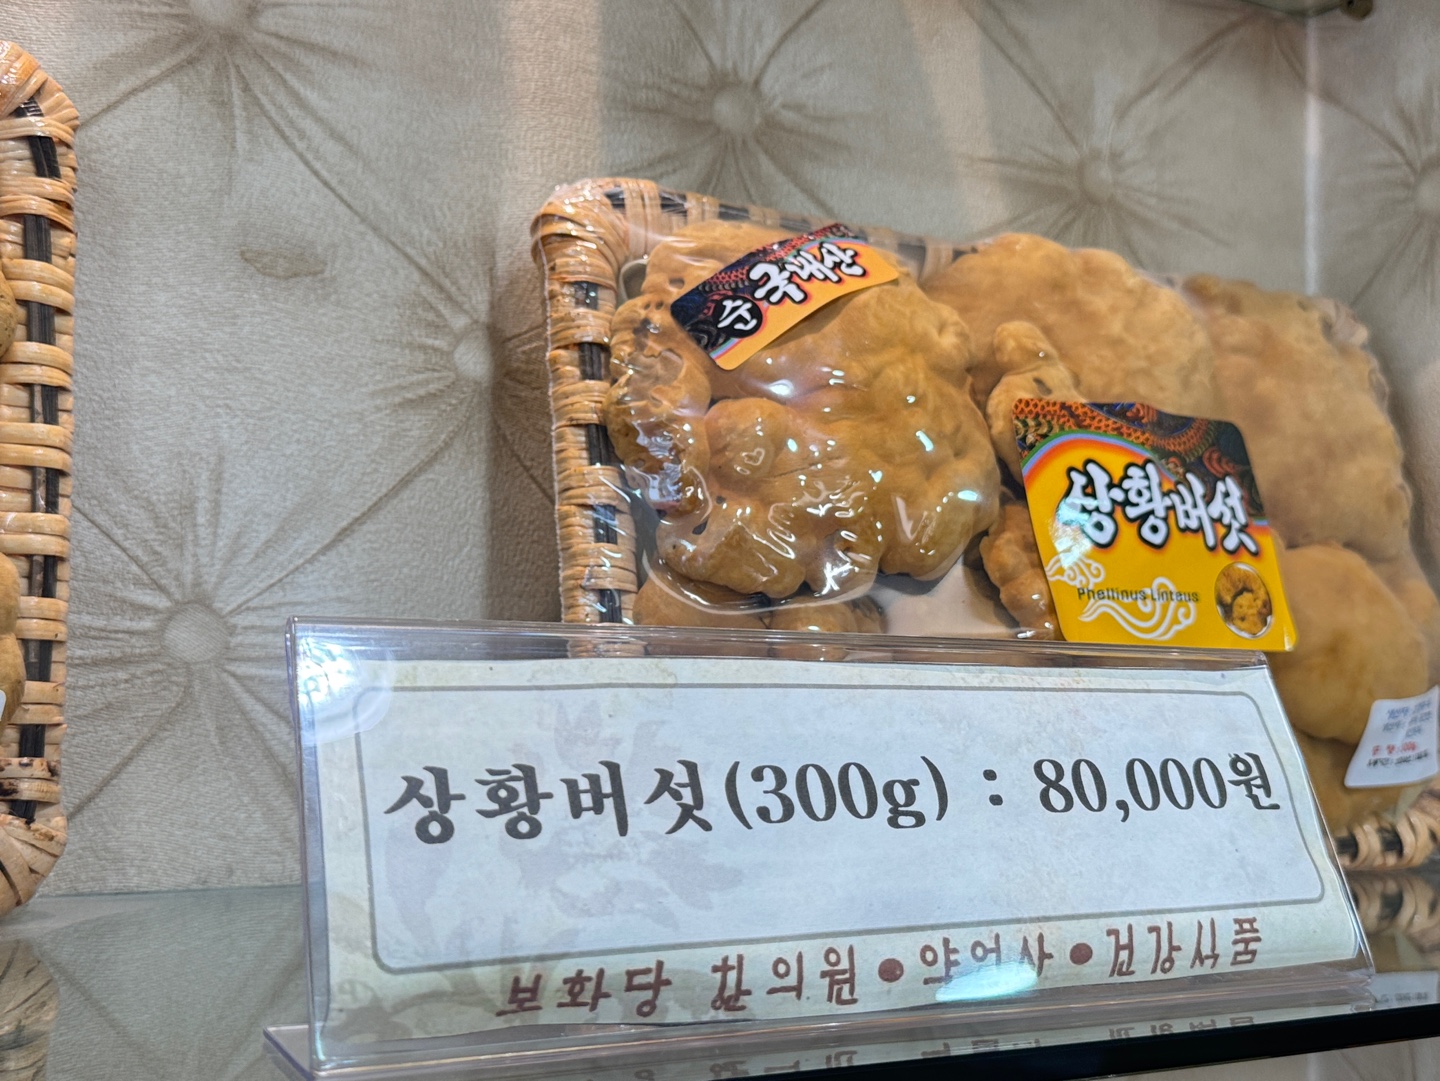 순 국내산
상황버섯
Phellinus Linteus
상황버섯(300g) : 80,000원
보화당 한의원 ● 약업사 ● 건강식품